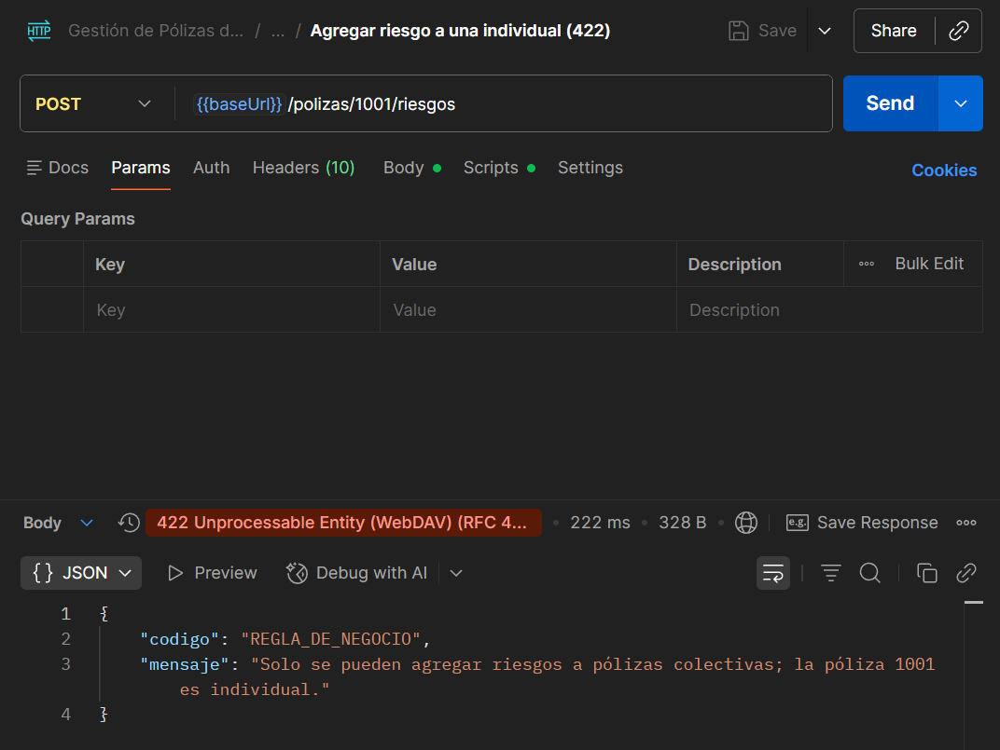 HTTP Gestión de Pólizas d... / ... / Agregar riesgo a una individual (422) Save Share
POST {{baseUrl}} /polizas/1001/riesgos Send
Docs Params Auth Headers (10) Body Scripts Settings Cookies
Query Params
Key Value Description Bulk Edit
Key Value Description
Body 422 Unprocessable Entity (WebDAV) (RFC 4... 222 ms 328 B e.g. Save Response
{} JSON Preview Debug with AI
1 {
2 "codigo": "REGLA_DE_NEGOCIO",
3 "mensaje": "Solo se pueden agregar riesgos a pólizas colectivas; la póliza 1001
es individual."
4 }